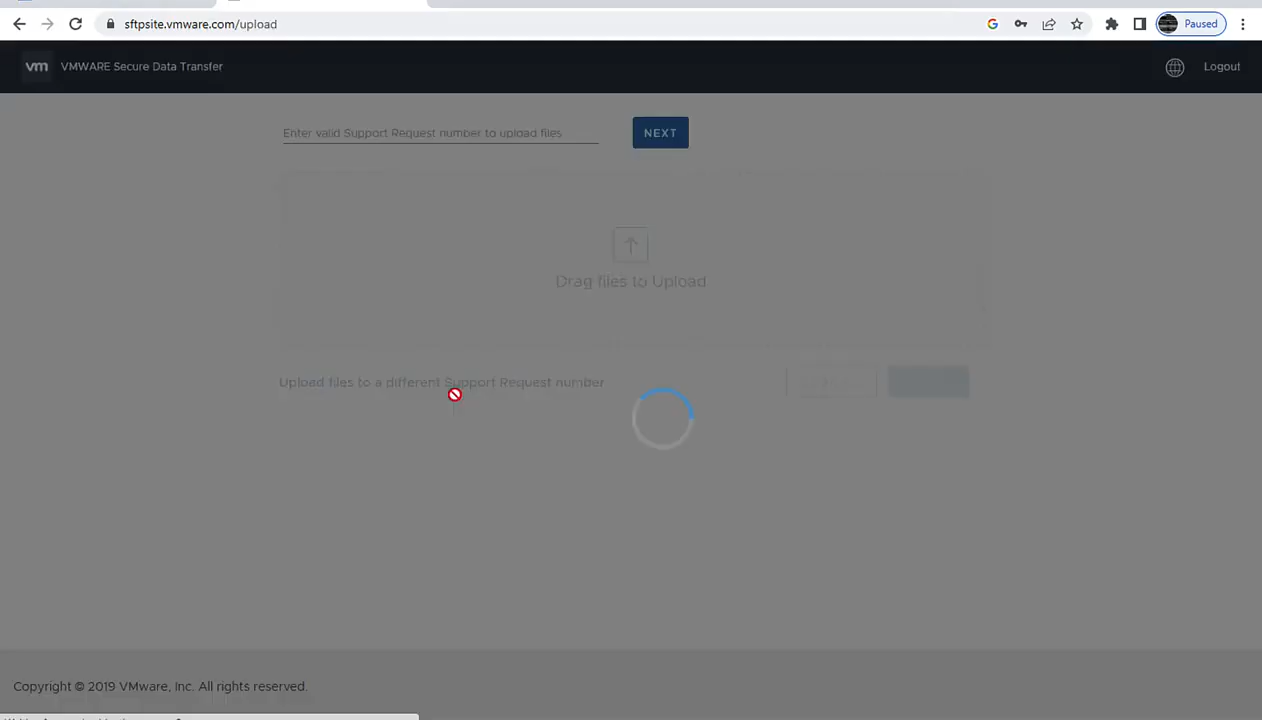 sftpsite.vmware.com/upload
Paused
vm VMWARE Secure Data Transfer
Logout
Enter valid Support Request number to upload files
NEXT
Drag files to Upload
Upload files to a different Support Request number
Copyright © 2019 VMware, Inc. All rights reserved.